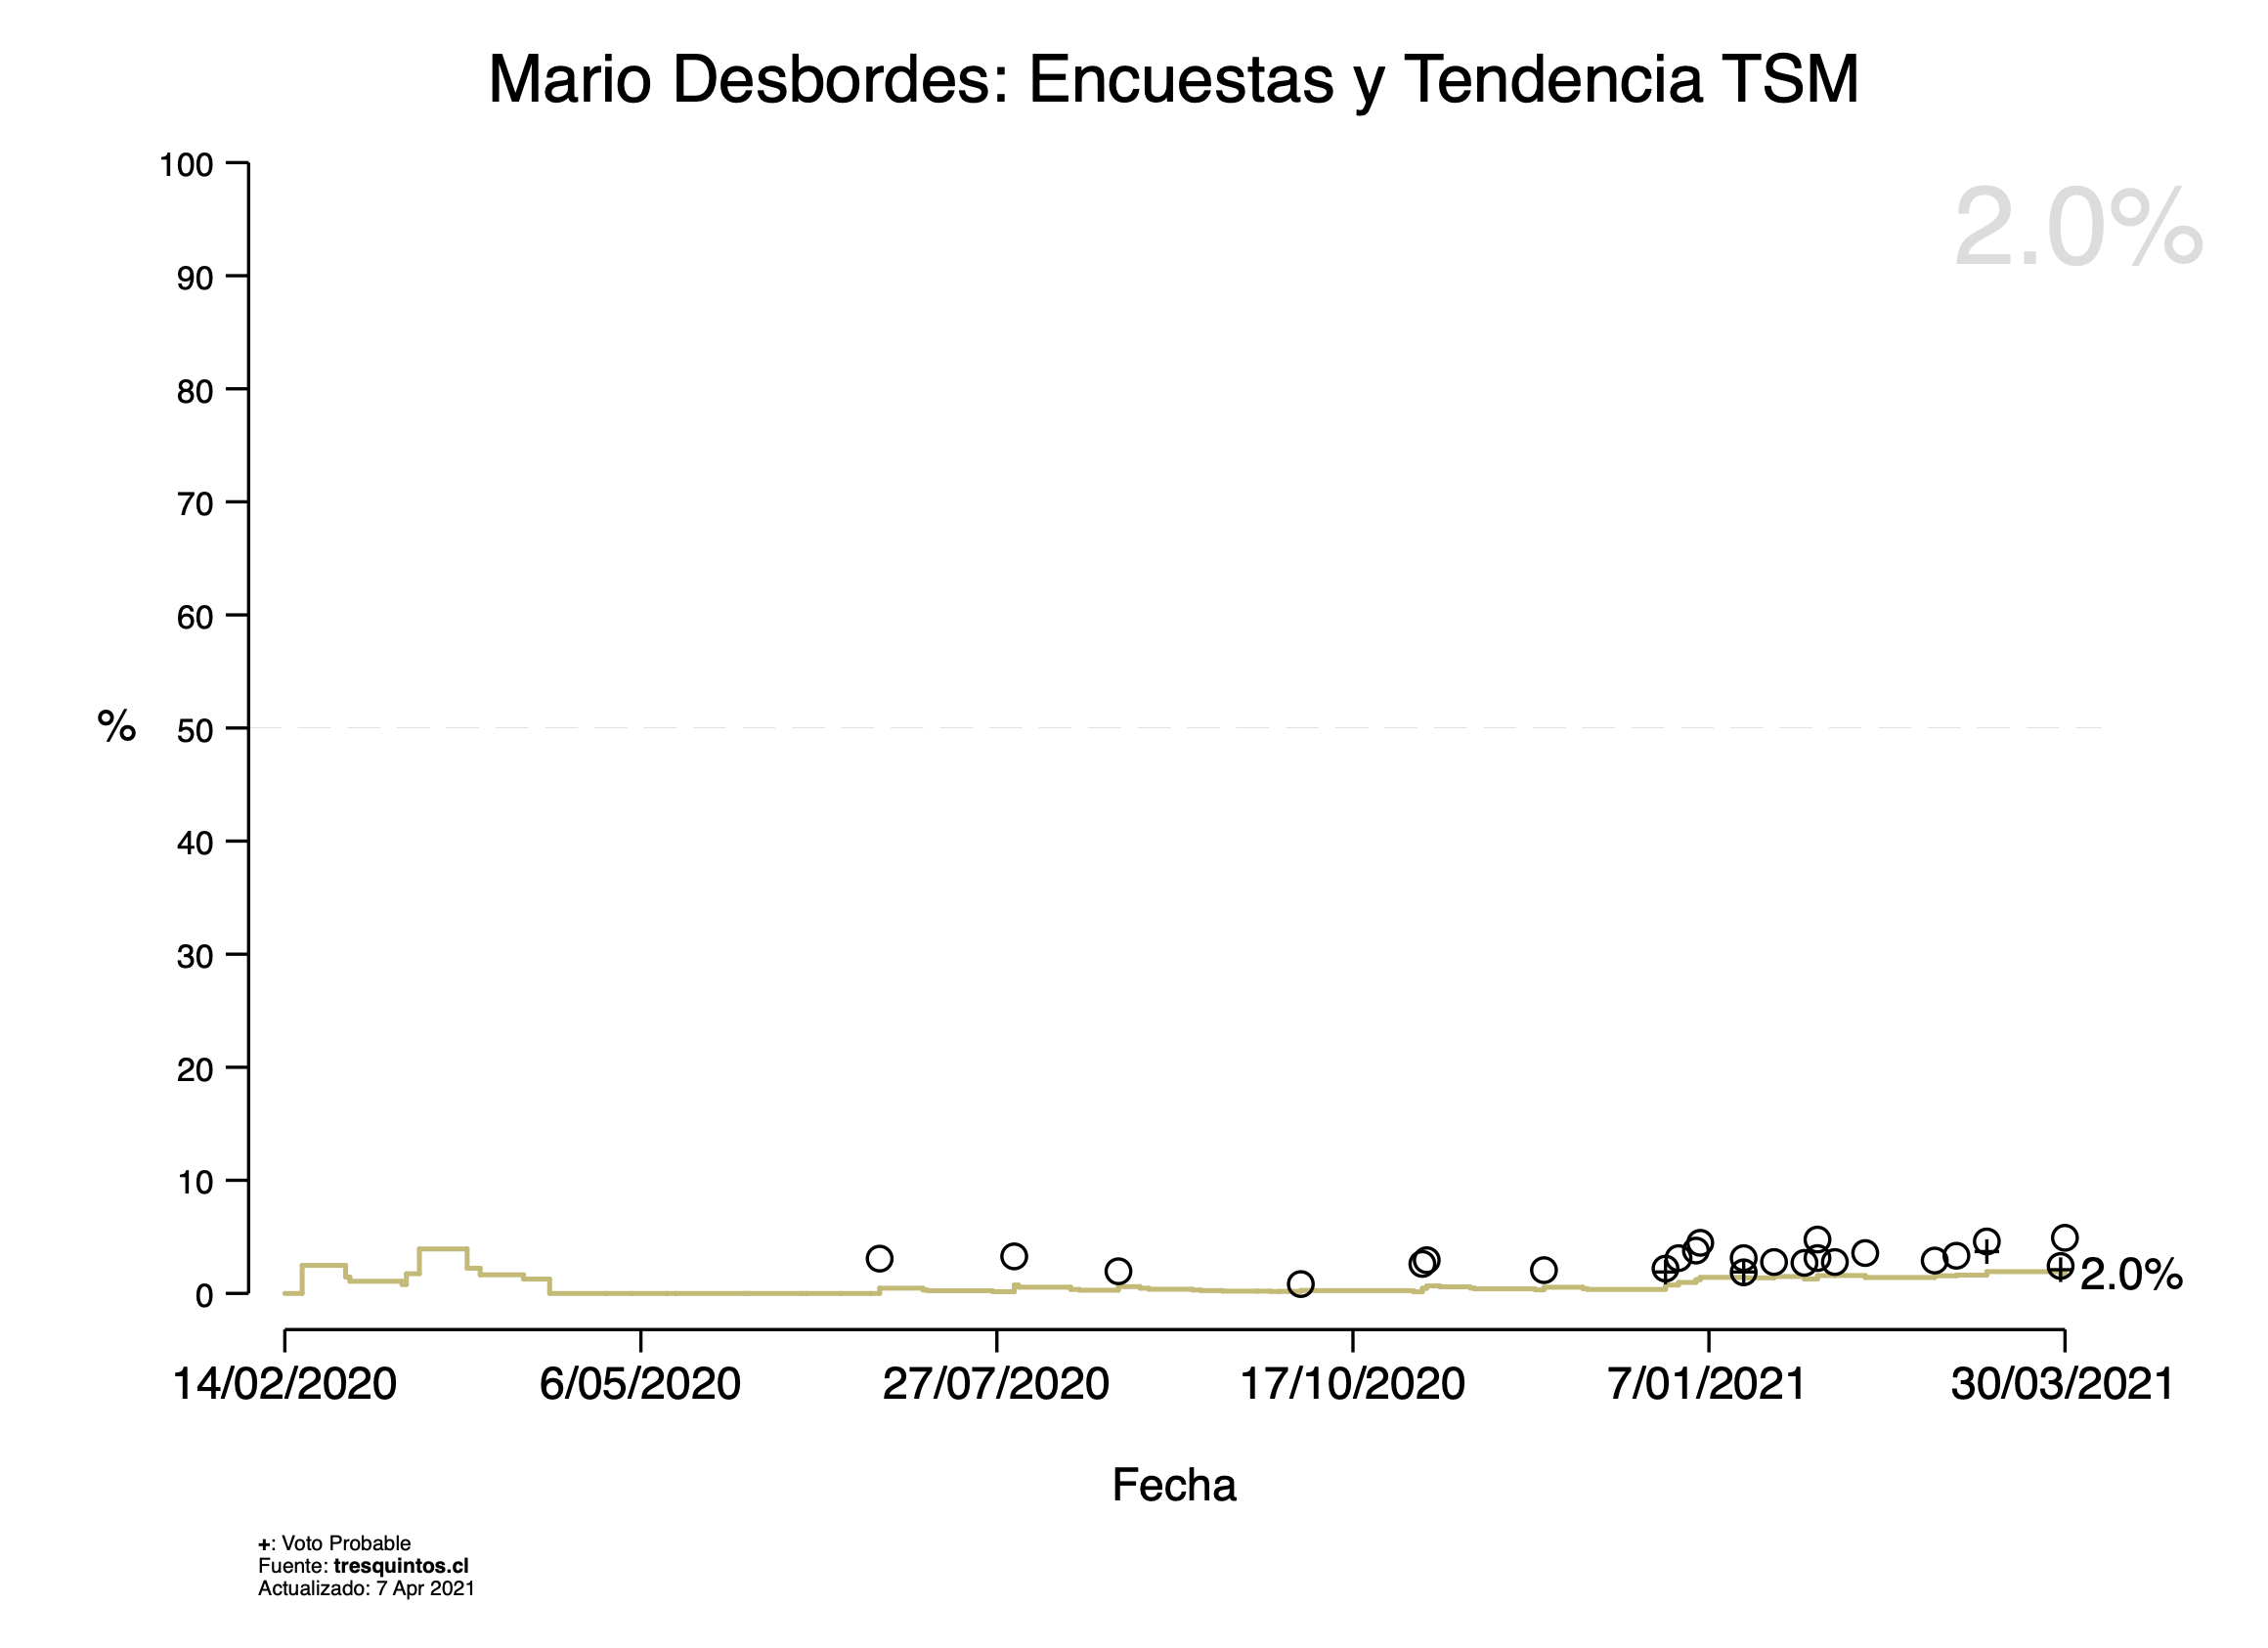 Mario Desbordes: Encuestas y Tendencia TSM
2.0%
100
90
80
70
60
50
40
30
20
10
0
%
2.0%
14/02/2020 6/05/2020 27/07/2020 17/10/2020 7/01/2021 30/03/2021
Fecha
+: Voto Probable
Fuente: tresquintos.cl
Actualizado: 7 Apr 2021